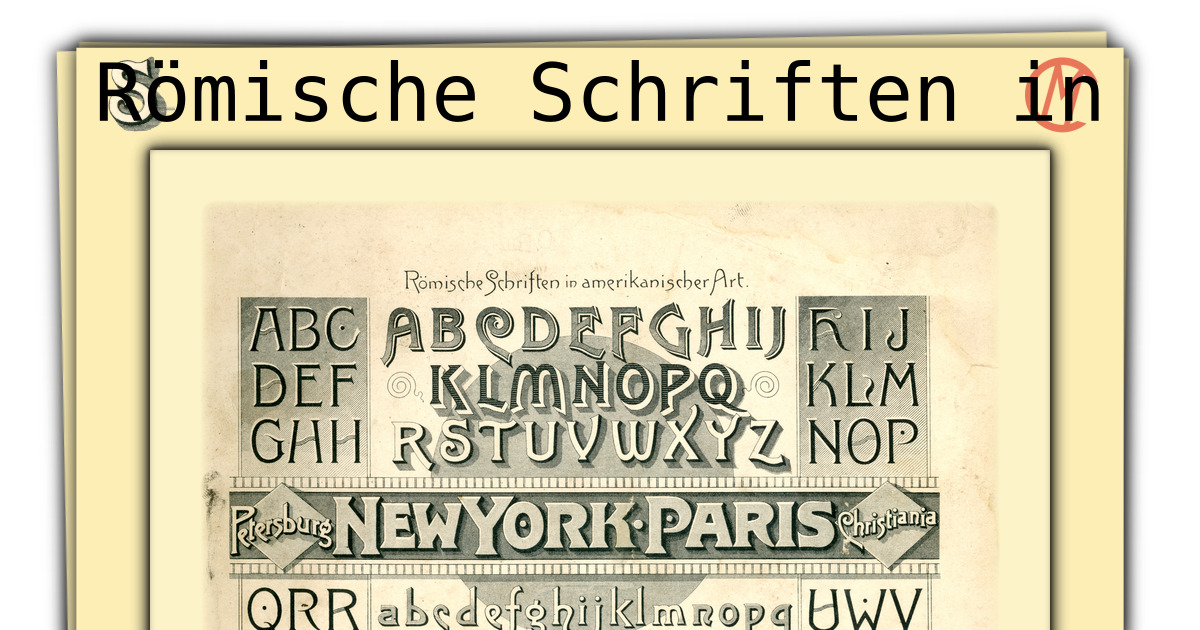 Römische Schriften in
Römische Schriften in amerikanischer Art.
ABC
DEF
GHH
ABCDEFGHIJ
KLMNOPQ
RSTUVWXYZ
HIJ
KLM
NOP
Petersburg NEW YORK·PARIS Christiania
QRR abcdefghijklmnopq UWV